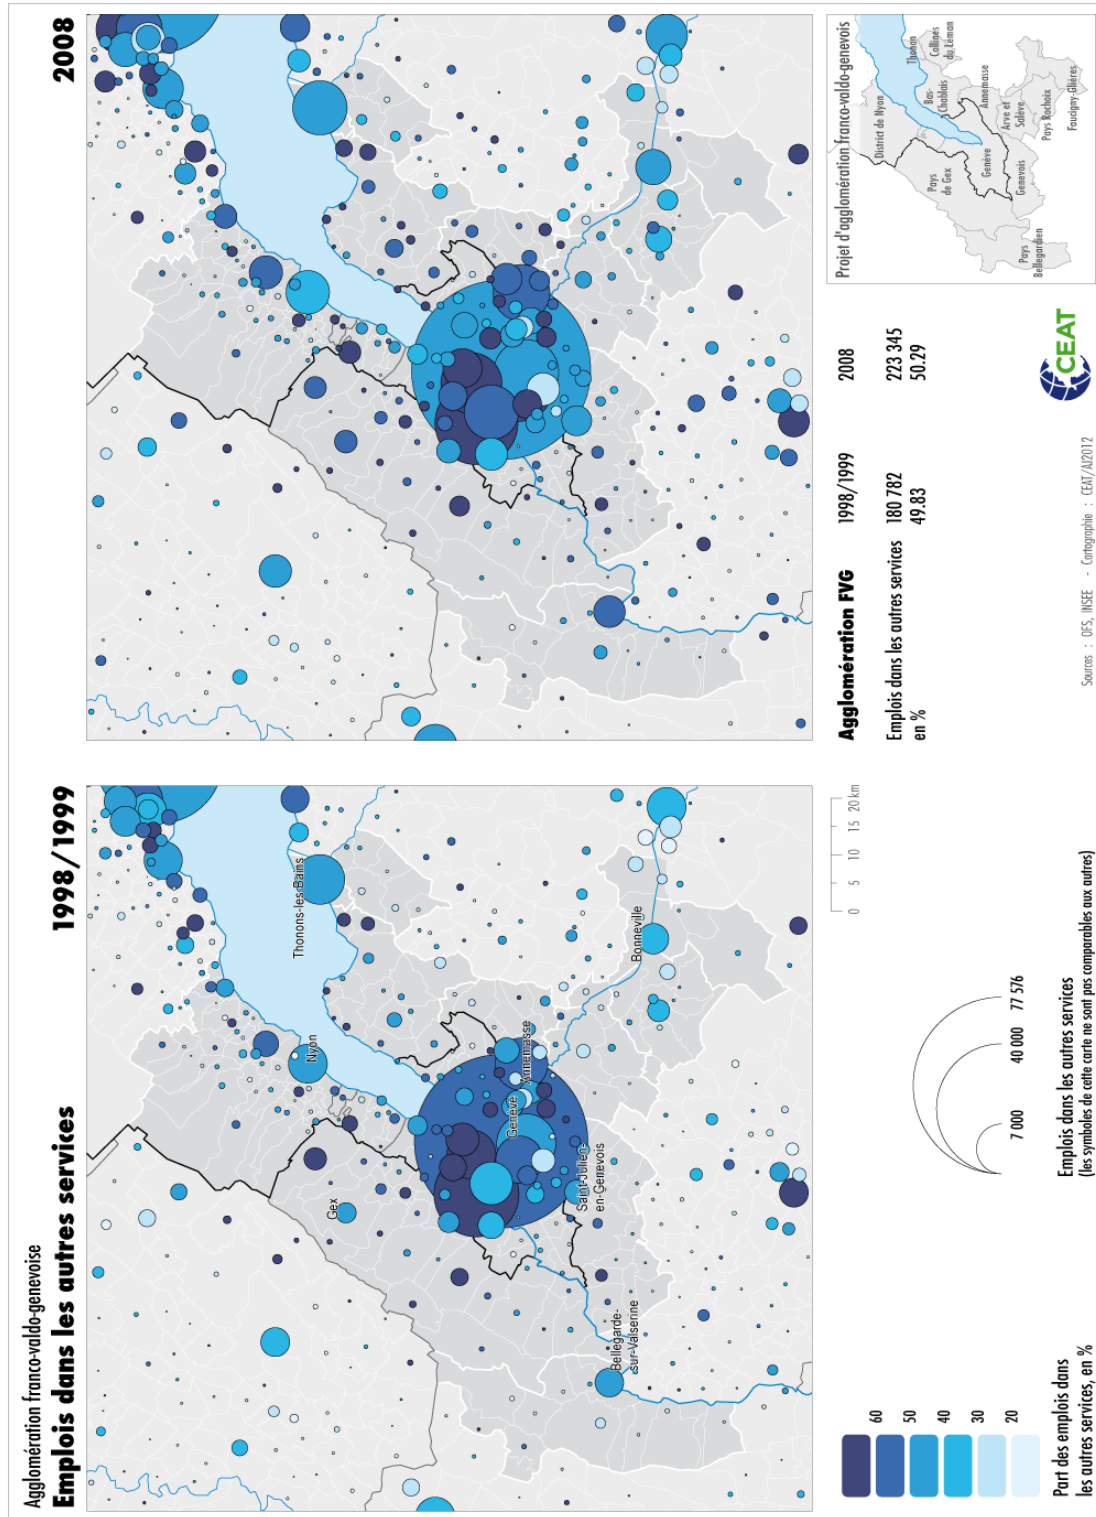 Agglomération franco-valdo-genevoise
Emplois dans les autres services
1998/1999
2008
Gex
Nyon
Thonons-les-Bains
Genève
Annemasse
Saint-Julien-
en-Genevois
Bonneville
Bellegarde-
sur-Valserine
0 5 10 15 20 km
60
50
40
30
20
Part des emplois dans
les autres services, en %
7 000
40 000
77 576
Emplois dans les autres services
(les symboles de cette carte ne sont pas comparables aux autres)
Agglomération FVG
1998/1999 2008
Emplois dans les autres services 180 782 223 345
en % 49.83 50.29
Projet d'agglomération franco-valdo-genevois
District de Nyon
Pays
de Gex
Thonon
Collines
du Léman
Bas-
Chablais
Annemasse
Genève
Arve et
Salève
Genevois
Pays Rochois
Faucigny-Glières
Pays
Bellegardien
Sources : OFS, INSEE - Cartographie : CEAT/AJ2012
CEAT